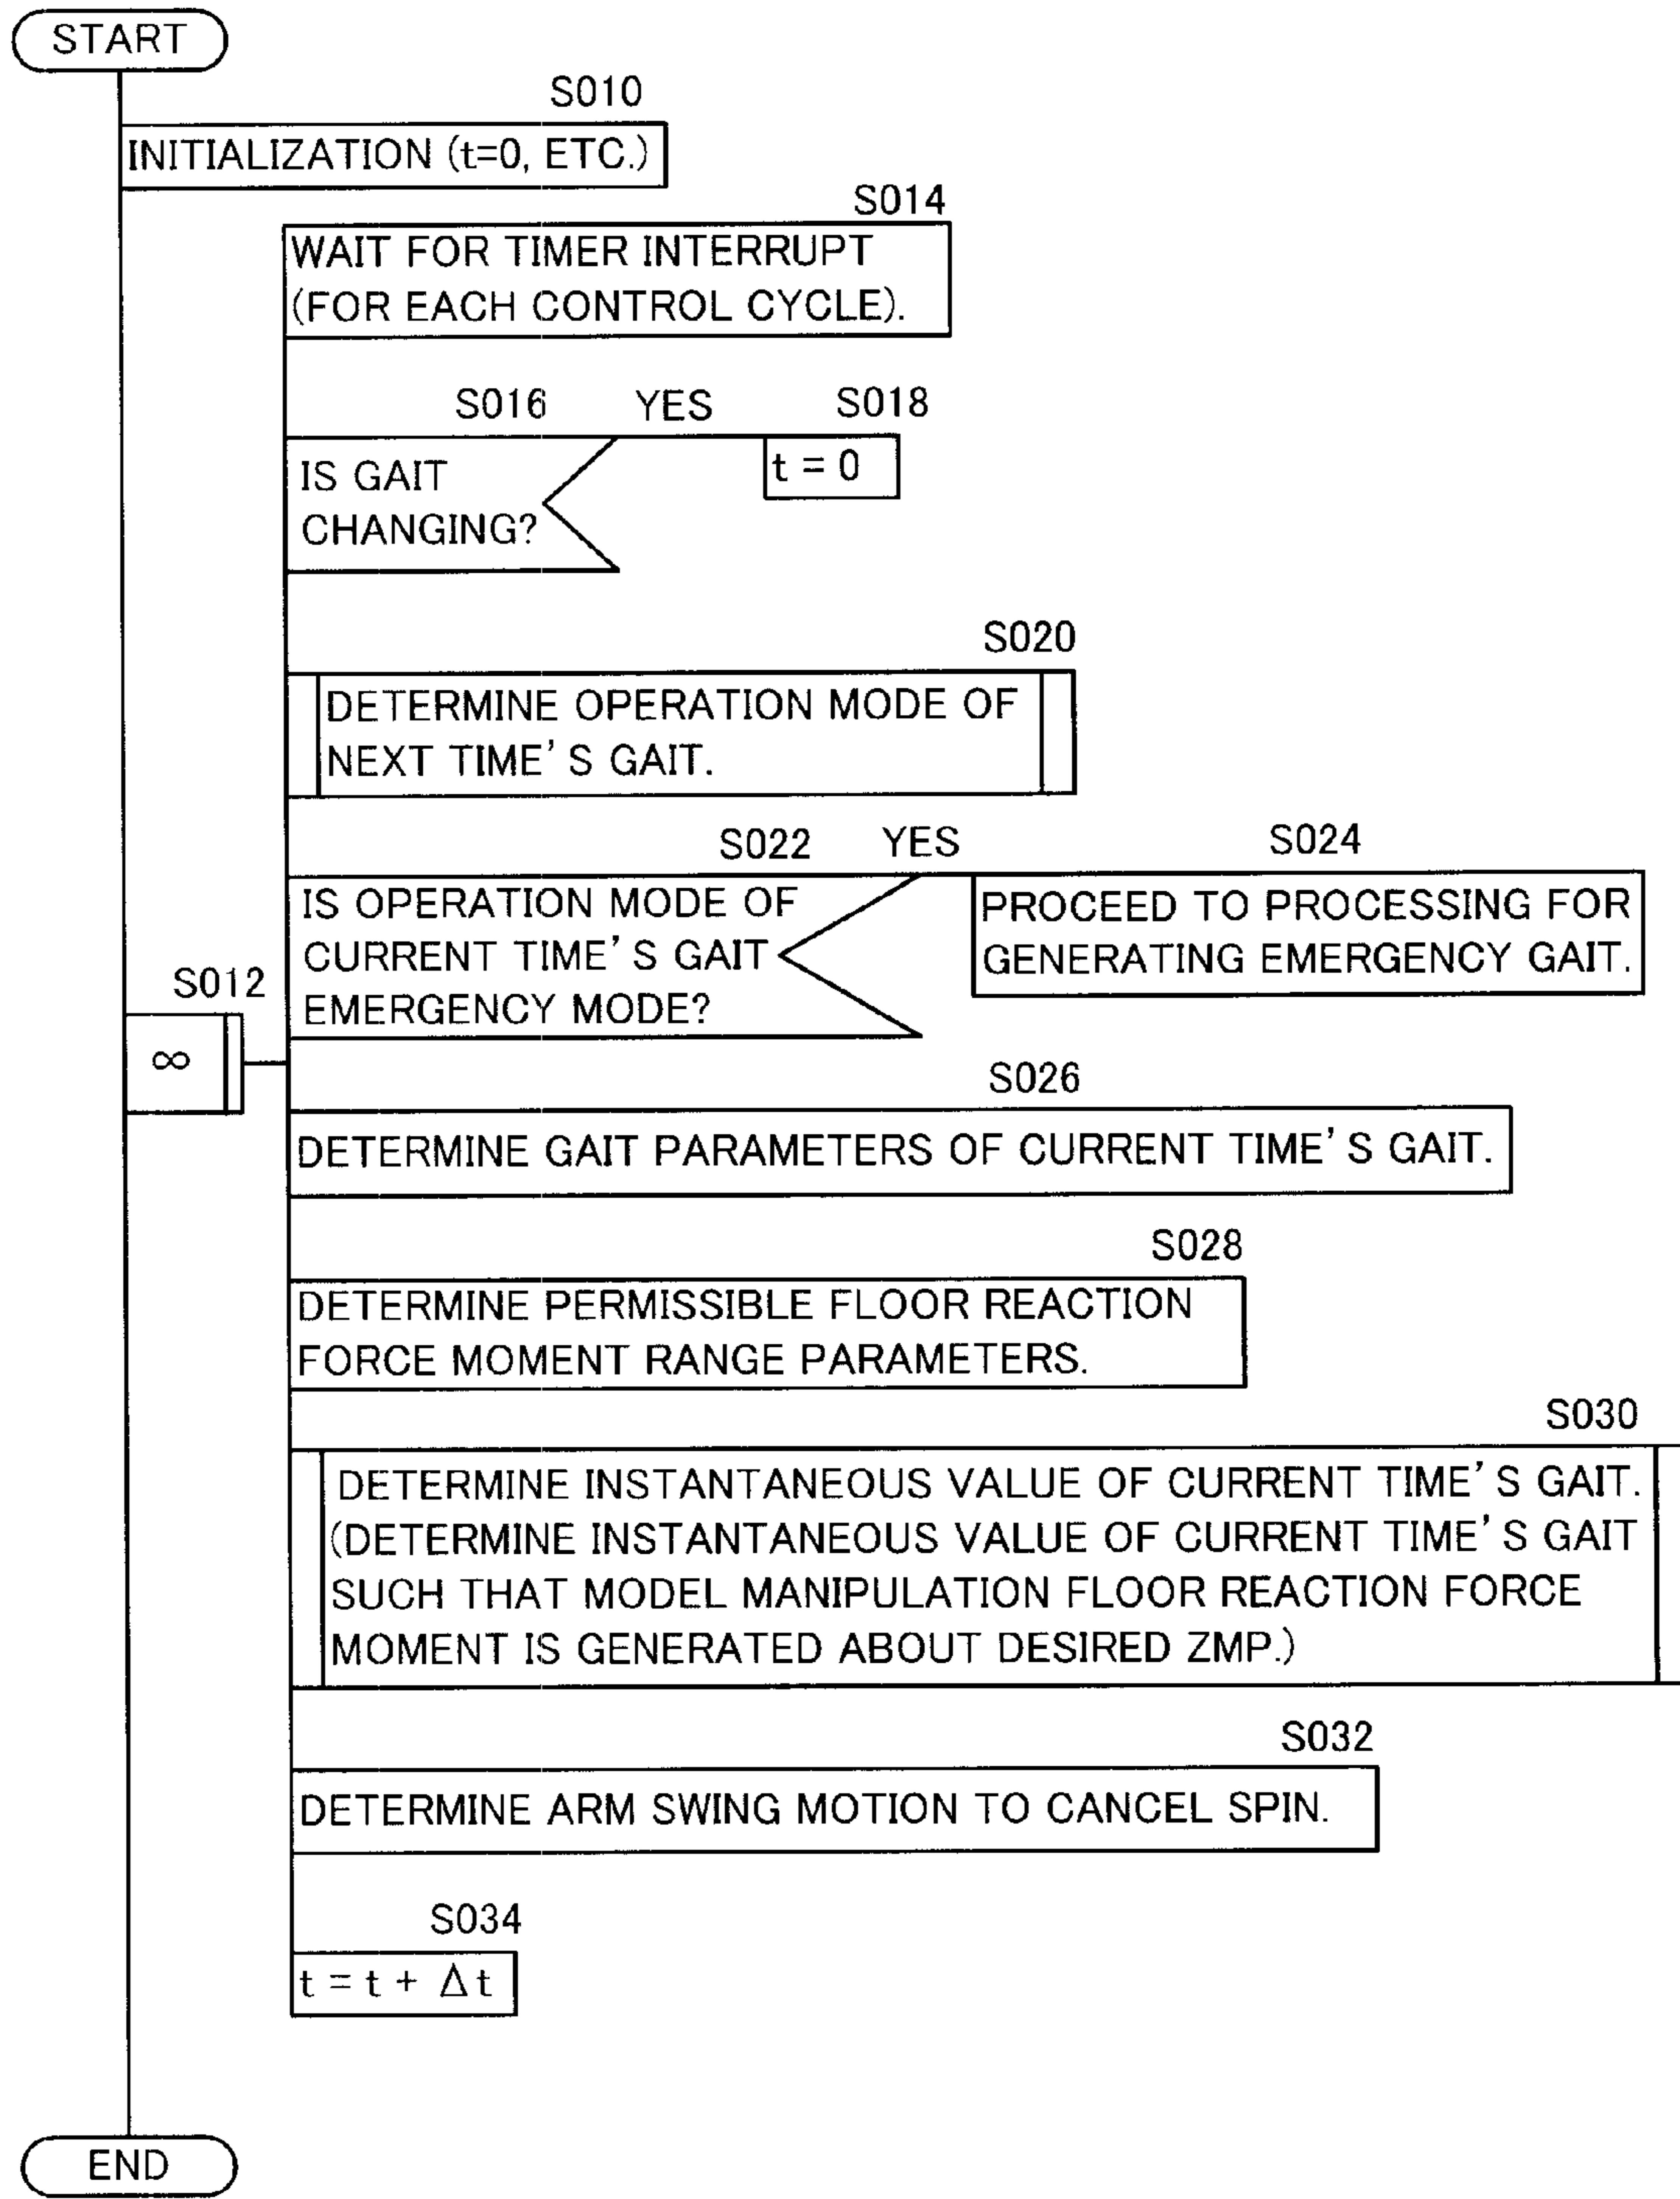 START
S010
INITIALIZATION (t=0, ETC.)
S014
WAIT FOR TIMER INTERRUPT
(FOR EACH CONTROL CYCLE).
S016 YES S018
IS GAIT
CHANGING?
t = 0
S020
DETERMINE OPERATION MODE OF
NEXT TIME'S GAIT.
S022 YES S024
IS OPERATION MODE OF
CURRENT TIME'S GAIT
EMERGENCY MODE?
PROCEED TO PROCESSING FOR
GENERATING EMERGENCY GAIT.
S012
∞
S026
DETERMINE GAIT PARAMETERS OF CURRENT TIME'S GAIT.
S028
DETERMINE PERMISSIBLE FLOOR REACTION
FORCE MOMENT RANGE PARAMETERS.
S030
DETERMINE INSTANTANEOUS VALUE OF CURRENT TIME'S GAIT.
(DETERMINE INSTANTANEOUS VALUE OF CURRENT TIME'S GAIT
SUCH THAT MODEL MANIPULATION FLOOR REACTION FORCE
MOMENT IS GENERATED ABOUT DESIRED ZMP.)
S032
DETERMINE ARM SWING MOTION TO CANCEL SPIN.
S034
t = t + Δt
END